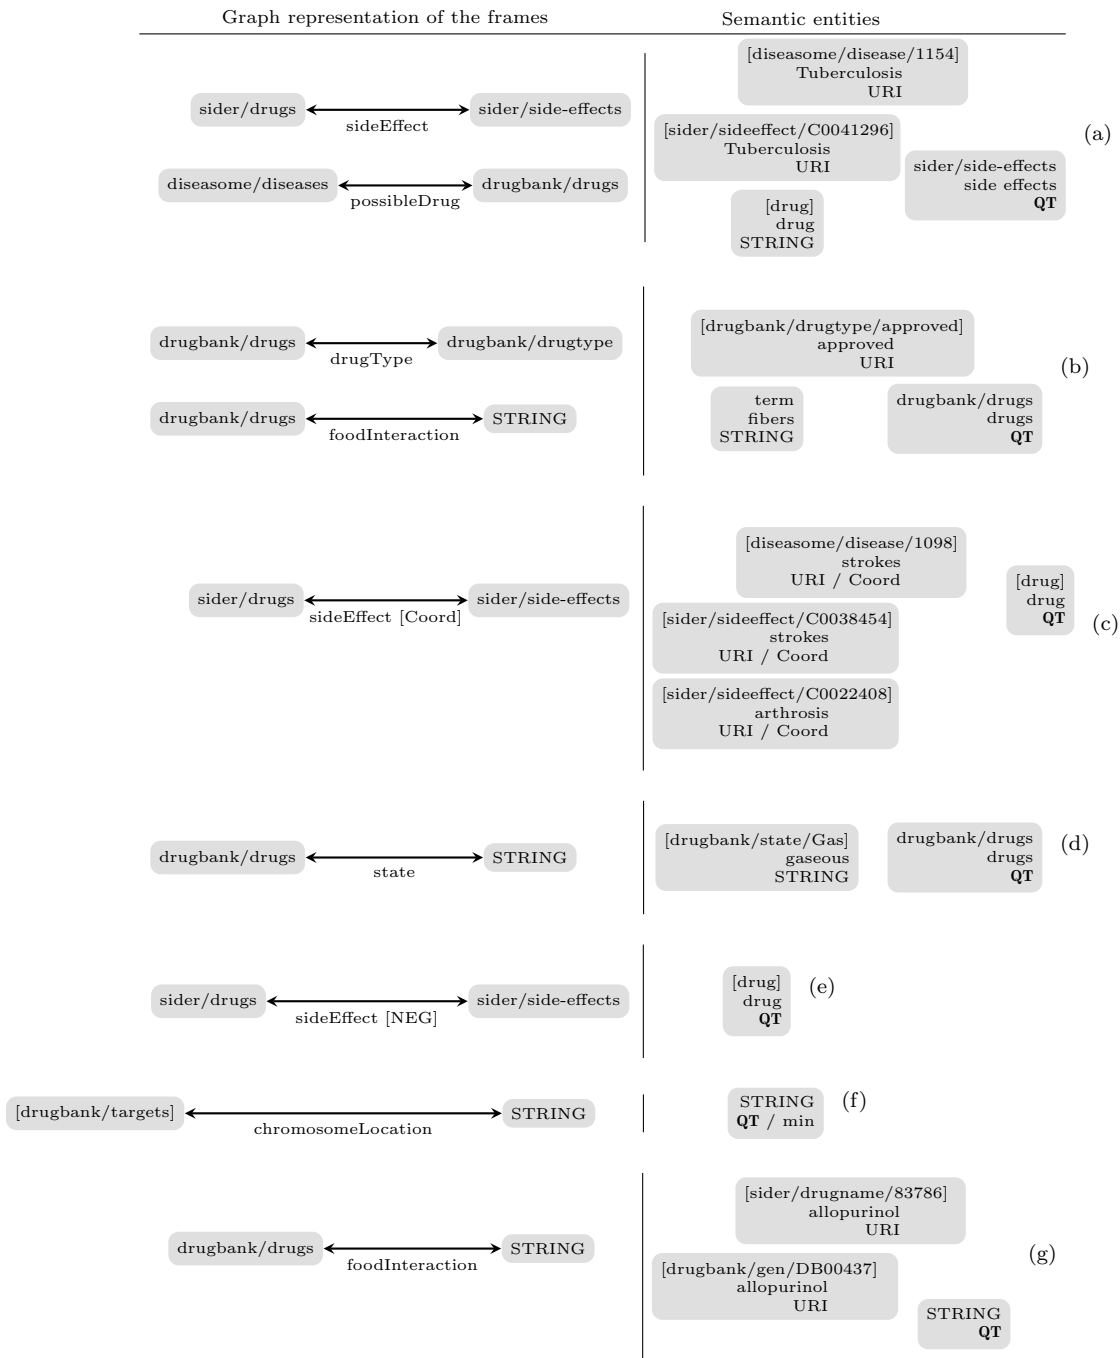 Graph representation of the frames
Semantic entities
sider/drugs
sideEffect
sider/side-effects
diseasome/diseases
possibleDrug
drugbank/drugs
[diseasome/disease/1154]
Tuberculosis
URI
[sider/sideeffect/C0041296]
Tuberculosis
URI
sider/side-effects
side effects
QT
[drug]
drug
STRING
(a)
drugbank/drugs
drugType
drugbank/drugtype
drugbank/drugs
foodInteraction
STRING
[drugbank/drugtype/approved]
approved
URI
term
fibers
STRING
drugbank/drugs
drugs
QT
(b)
sider/drugs
sideEffect [Coord]
sider/side-effects
[diseasome/disease/1098]
strokes
URI / Coord
[sider/sideeffect/C0038454]
strokes
URI / Coord
[sider/sideeffect/C0022408]
arthrosis
URI / Coord
[drug]
drug
QT
(c)
drugbank/drugs
state
STRING
[drugbank/state/Gas]
gaseous
STRING
drugbank/drugs
drugs
QT
(d)
sider/drugs
sideEffect [NEG]
sider/side-effects
[drug]
drug
QT
(e)
[drugbank/targets]
chromosomeLocation
STRING
STRING
QT / min
(f)
drugbank/drugs
foodInteraction
STRING
[sider/drugname/83786]
allopurinol
URI
[drugbank/gen/DB00437]
allopurinol
URI
STRING
QT
(g)